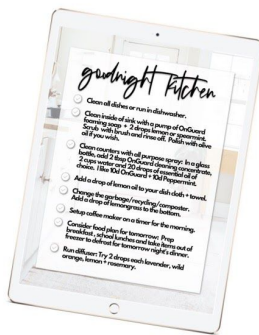 goodnight kitchen
Clean all dishes or run in dishwasher.
Clean inside of sink with a pump of OnGuard
foaming soap + 2 drops lemon or spearmint.
Scrub with brush and rinse off. Polish with olive
oil if you wish.
Clean counters with all purpose spray: In a glass
bottle, add 2 tbsp OnGuard cleaning concentrate,
2 cups water and 20 drops of essential oil of
choice. I like 10d OnGuard + 10d Peppermint.
Add a drop of lemon oil to your dish cloth + towel.
Change the garbage/recycling/composter.
Add a drop of lemongrass to the bottom.
Setup coffee maker on a timer for the morning.
Consider food plan for tomorrow: Prep
breakfast, school lunches and take items out of
freezer to defrost for tomorrow night's dinner.
Run diffuser: Try 2 drops each lavender, wild
orange, lemon + rosemary.